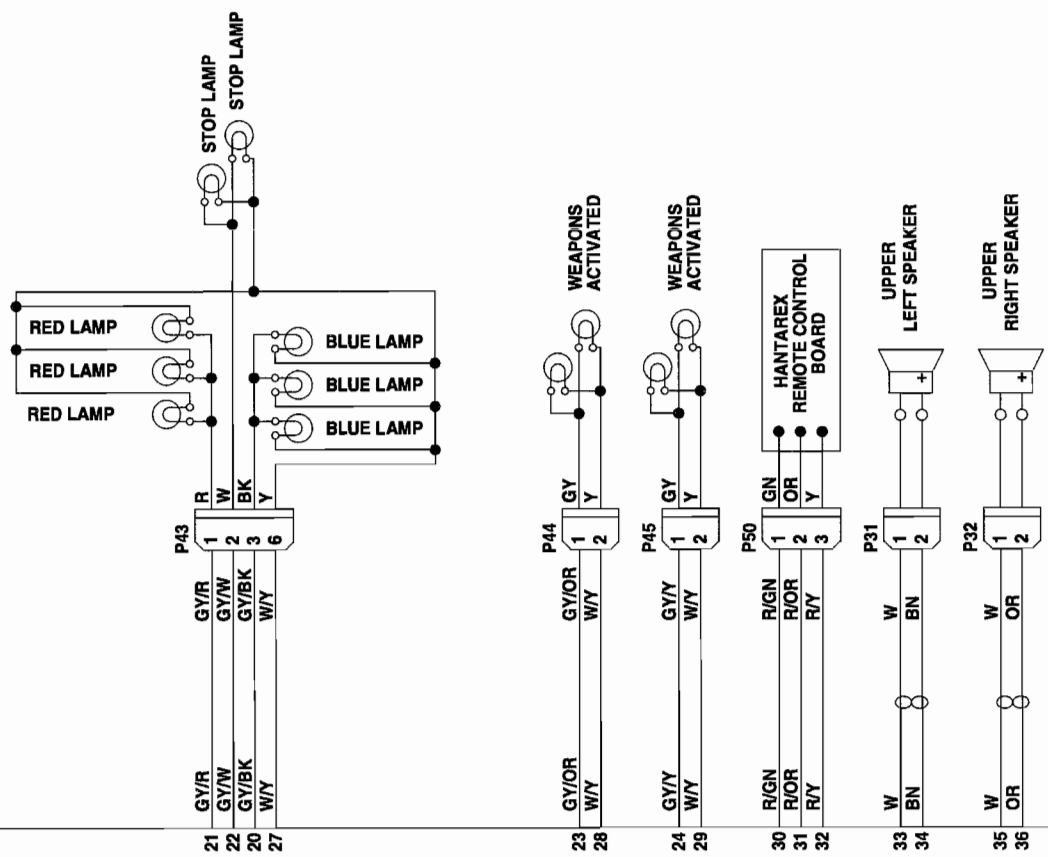 STOP LAMP
STOP LAMP
RED LAMP
RED LAMP
RED LAMP
BLUE LAMP
BLUE LAMP
BLUE LAMP
R
W
BK
Y
P43
1
2
3
6
GY/R
GY/W
GY/BK
W/Y
GY/R
GY/W
GY/BK
W/Y
21
22
20
27
WEAPONS
ACTIVATED
GY
Y
P44
1
2
GY/OR
W/Y
GY/OR
W/Y
23
28
WEAPONS
ACTIVATED
GY
Y
P45
1
2
GY/Y
W/Y
GY/Y
W/Y
24
29
HANTAREX
REMOTE CONTROL
BOARD
GN
OR
Y
P50
1
2
3
R/GN
R/OR
R/Y
R/GN
R/OR
R/Y
30
31
32
UPPER
LEFT SPEAKER
+
P31
1
2
W
BN
W
BN
33
34
UPPER
RIGHT SPEAKER
+
P32
1
2
W
OR
W
OR
35
36